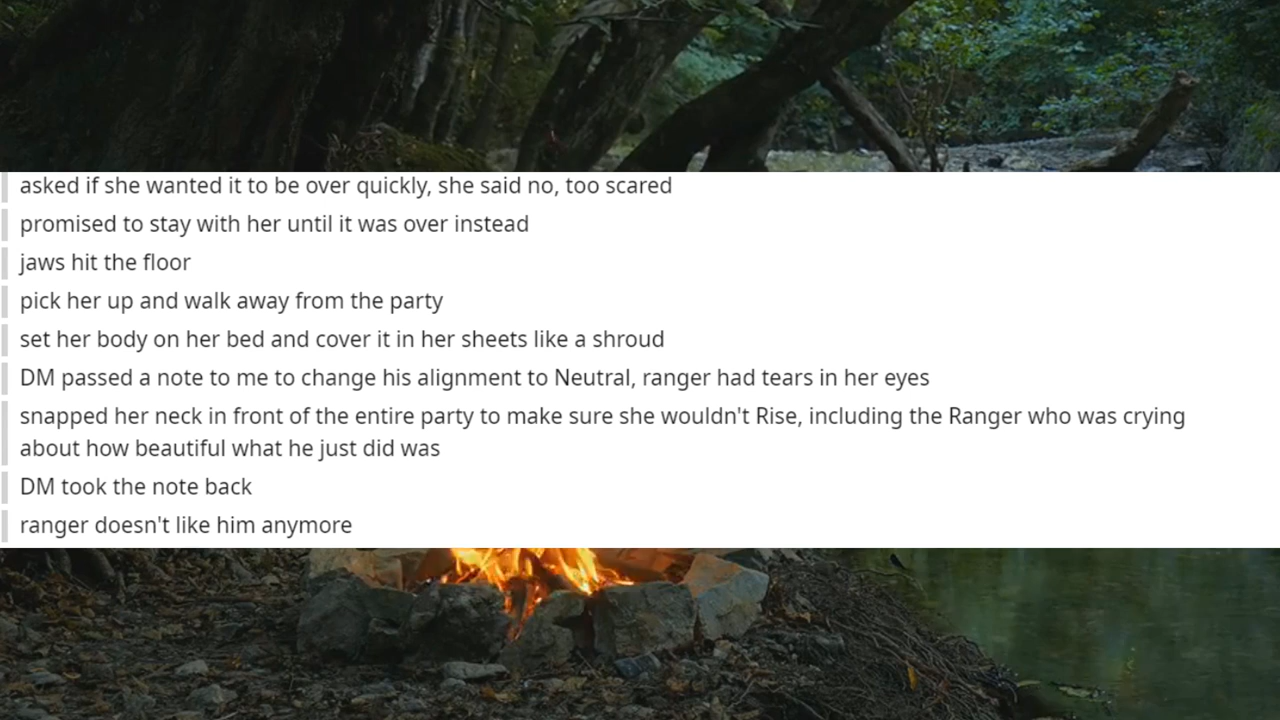 asked if she wanted it to be over quickly, she said no, too scared
promised to stay with her until it was over instead
jaws hit the floor
pick her up and walk away from the party
set her body on her bed and cover it in her sheets like a shroud
DM passed a note to me to change his alignment to Neutral, ranger had tears in her eyes
snapped her neck in front of the entire party to make sure she wouldn't Rise, including the Ranger who was crying
about how beautiful what he just did was
DM took the note back
ranger doesn't like him anymore